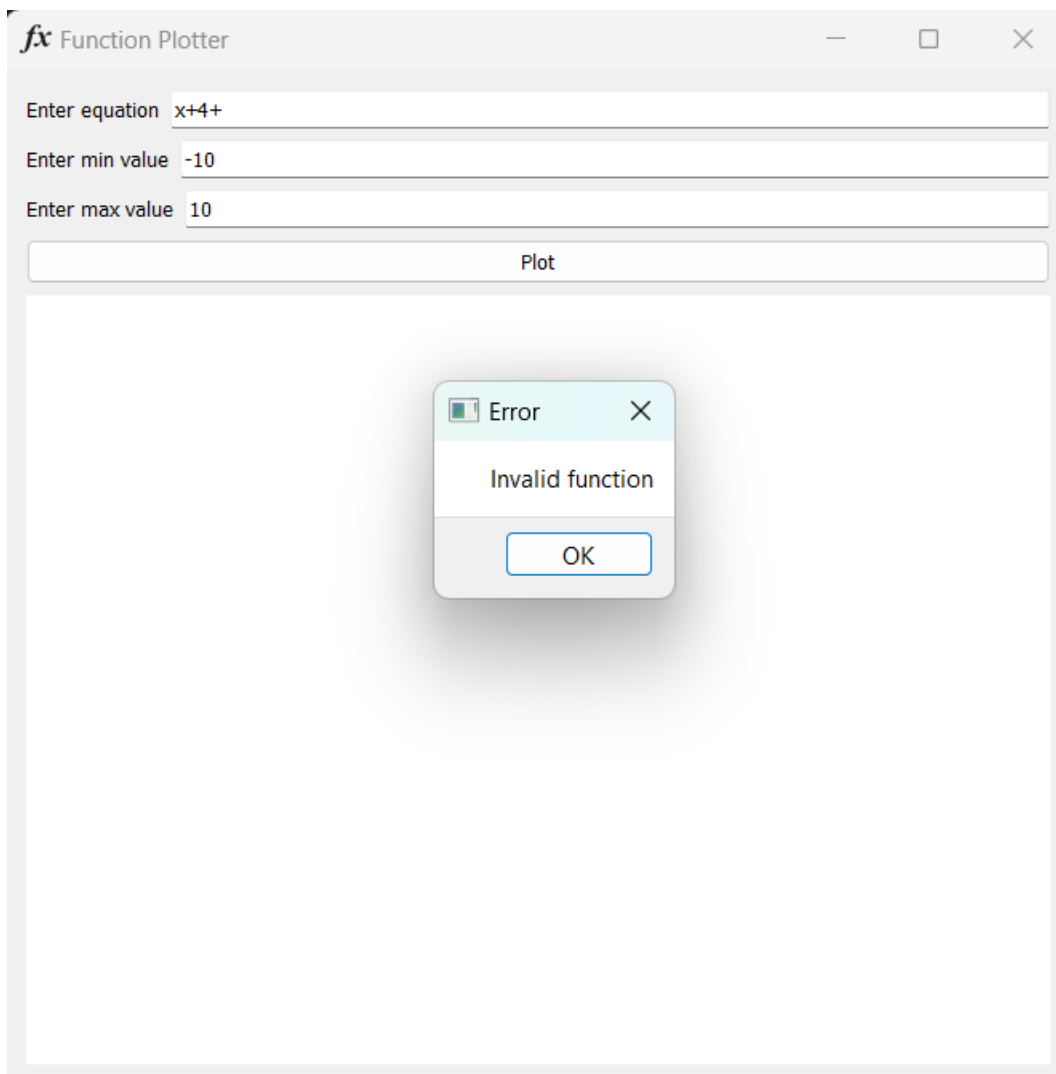 fx Function Plotter
Enter equation x+4+
Enter min value -10
Enter max value 10
Plot
Error
Invalid function
OK